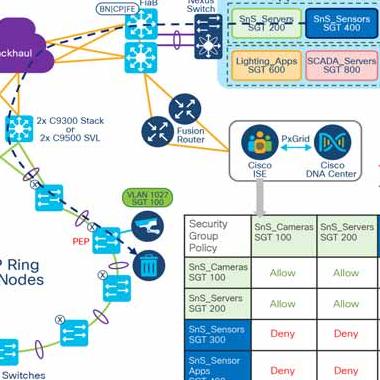 FiaB
BN|CP|FE
Nexus
Switch
SnS_Servers
SGT 200
SnS_Sensors
SGT 400
Lighting_Apps
SGT 600
SCADA_Servers
SGT 800
ackhaul
2x C9300 Stack
or
2x C9500 SVL
Fusion
Router
PxGrid
Cisco
ISE
Cisco
DNA Center
X
VLAN 1027
SGT 100
X
PEP
Ring
Nodes
X
X
Switches
Security
Group
Policy
SnS_Cameras
SGT 100
SnS_Servers
SGT 200
SnS_Cameras
SGT 100
Allow
Allow
SnS_Servers
SGT 200
Allow
Allow
SnS_Sensors
SGT 300
Deny
Deny
SnS_Sensor
Apps
Deny
Deny